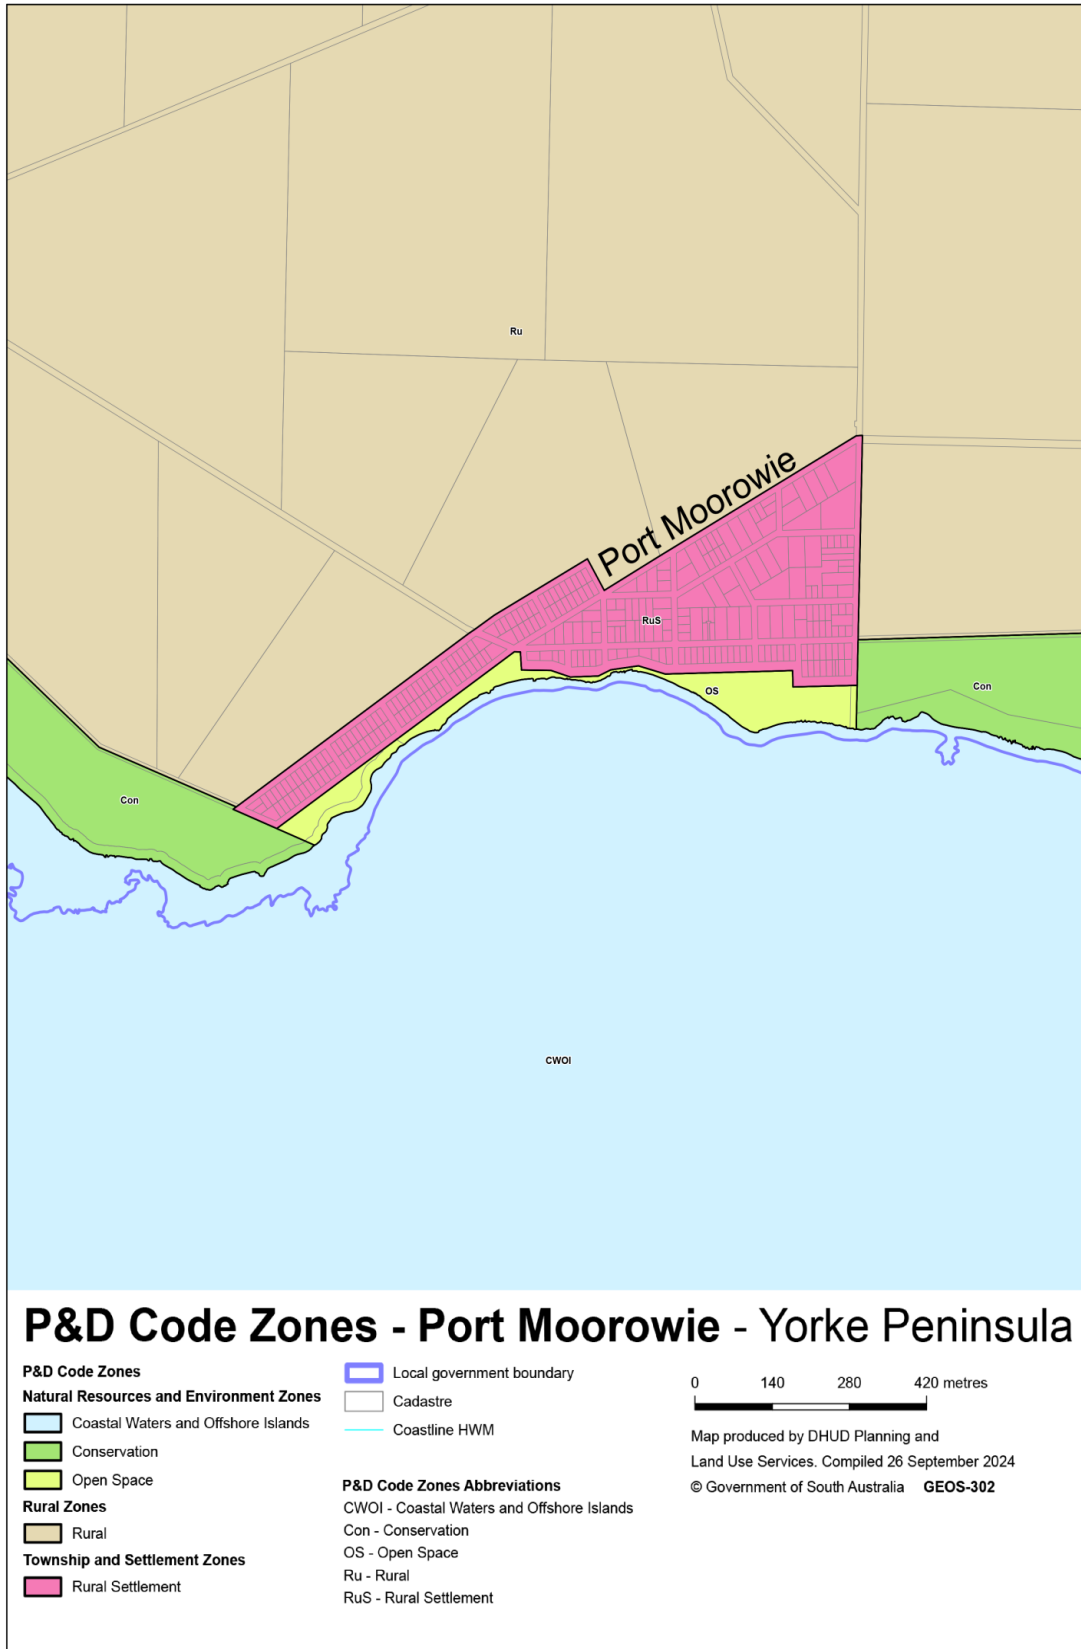 Ru
Port Moorowie
RuS
OS
Con
Con
CWOI
P&D Code Zones - Port Moorowie - Yorke Peninsula
P&D Code Zones
Natural Resources and Environment Zones
Coastal Waters and Offshore Islands
Conservation
Open Space
Rural Zones
Rural
Township and Settlement Zones
Rural Settlement
Local government boundary
Cadastre
Coastline HWM
P&D Code Zones Abbreviations
CWOI - Coastal Waters and Offshore Islands
Con - Conservation
OS - Open Space
Ru - Rural
RuS - Rural Settlement
0 140 280 420 metres
Map produced by DHUD Planning and
Land Use Services. Compiled 26 September 2024
© Government of South Australia GEOS-302